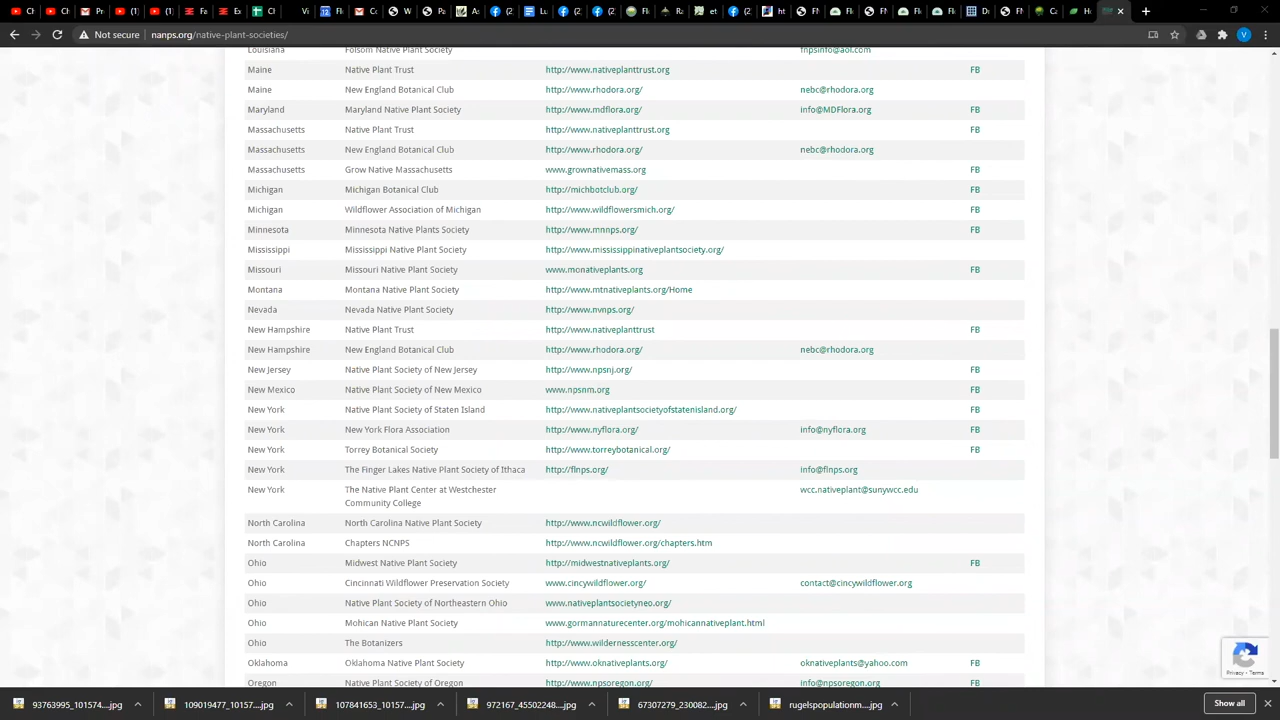 Not secure nanps.org/native-plant-societies/
Louisiana Folsom Native Plant Society fnpsinfo@aol.com
Maine Native Plant Trust http://www.nativeplanttrust.org FB
Maine New England Botanical Club http://www.rhodora.org/ nebc@rhodora.org
Maryland Maryland Native Plant Society http://www.mdflora.org/ info@MDFlora.org FB
Massachusetts Native Plant Trust http://www.nativeplanttrust.org FB
Massachusetts New England Botanical Club http://www.rhodora.org/ nebc@rhodora.org
Massachusetts Grow Native Massachusetts www.grownativemass.org FB
Michigan Michigan Botanical Club http://michbotclub.org/ FB
Michigan Wildflower Association of Michigan http://www.wildflowersmich.org/ FB
Minnesota Minnesota Native Plants Society http://www.mnnps.org/ FB
Mississippi Mississippi Native Plant Society http://www.mississippinativeplantsociety.org/
Missouri Missouri Native Plant Society www.monativeplants.org FB
Montana Montana Native Plant Society http://www.mtnativeplants.org/Home
Nevada Nevada Native Plant Society http://www.nvnps.org/
New Hampshire Native Plant Trust http://www.nativeplanttrust FB
New Hampshire New England Botanical Club http://www.rhodora.org/ nebc@rhodora.org
New Jersey Native Plant Society of New Jersey http://www.npsnj.org/ FB
New Mexico Native Plant Society of New Mexico www.npsnm.org FB
New York Native Plant Society of Staten Island http://www.nativeplantsocietyofstatenisland.org/ FB
New York New York Flora Association http://www.nyflora.org/ info@nyflora.org FB
New York Torrey Botanical Society http://www.torreybotanical.org/ FB
New York The Finger Lakes Native Plant Society of Ithaca http://flnps.org/ info@flnps.org
New York The Native Plant Center at Westchester wcc.nativeplant@sunywcc.edu
Community College
North Carolina North Carolina Native Plant Society http://www.ncwildflower.org/
North Carolina Chapters NCNPS http://www.ncwildflower.org/chapters.htm
Ohio Midwest Native Plant Society http://midwestnativeplants.org/ FB
Ohio Cincinnati Wildflower Preservation Society www.cincywildflower.org/ contact@cincywildflower.org
Ohio Native Plant Society of Northeastern Ohio www.nativeplantsocietyneo.org/
Ohio Mohican Native Plant Society www.gormannaturecenter.org/mohicannativeplant.html
Ohio The Botanizers http://www.wildernesscenter.org/
Oklahoma Oklahoma Native Plant Society http://www.oknativeplants.org/ oknativeplants@yahoo.com FB
Oregon Native Plant Society of Oregon http://www.npsoregon.org/ info@npsoregon.org FB
Privacy - Terms
93763995_101574....jpg 109019477_10157....jpg 107841653_10157....jpg 972167_45502248....jpg 67307279_230082....jpg rugelspopulationm....jpg Show all